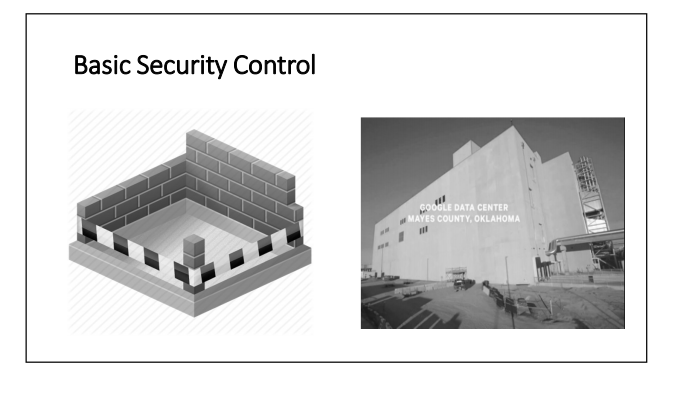 Basic Security Control
GOOGLE DATA CENTER
MAYES COUNTY, OKLAHOMA